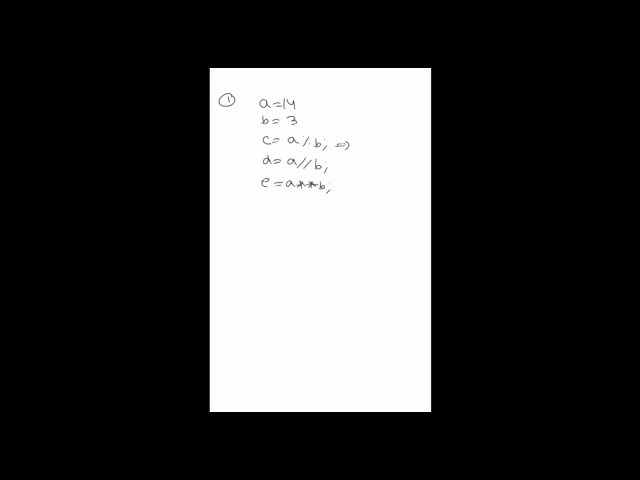 ① a=14
b= 3
c= a%b; =>
d= a//b;
e=a**b;